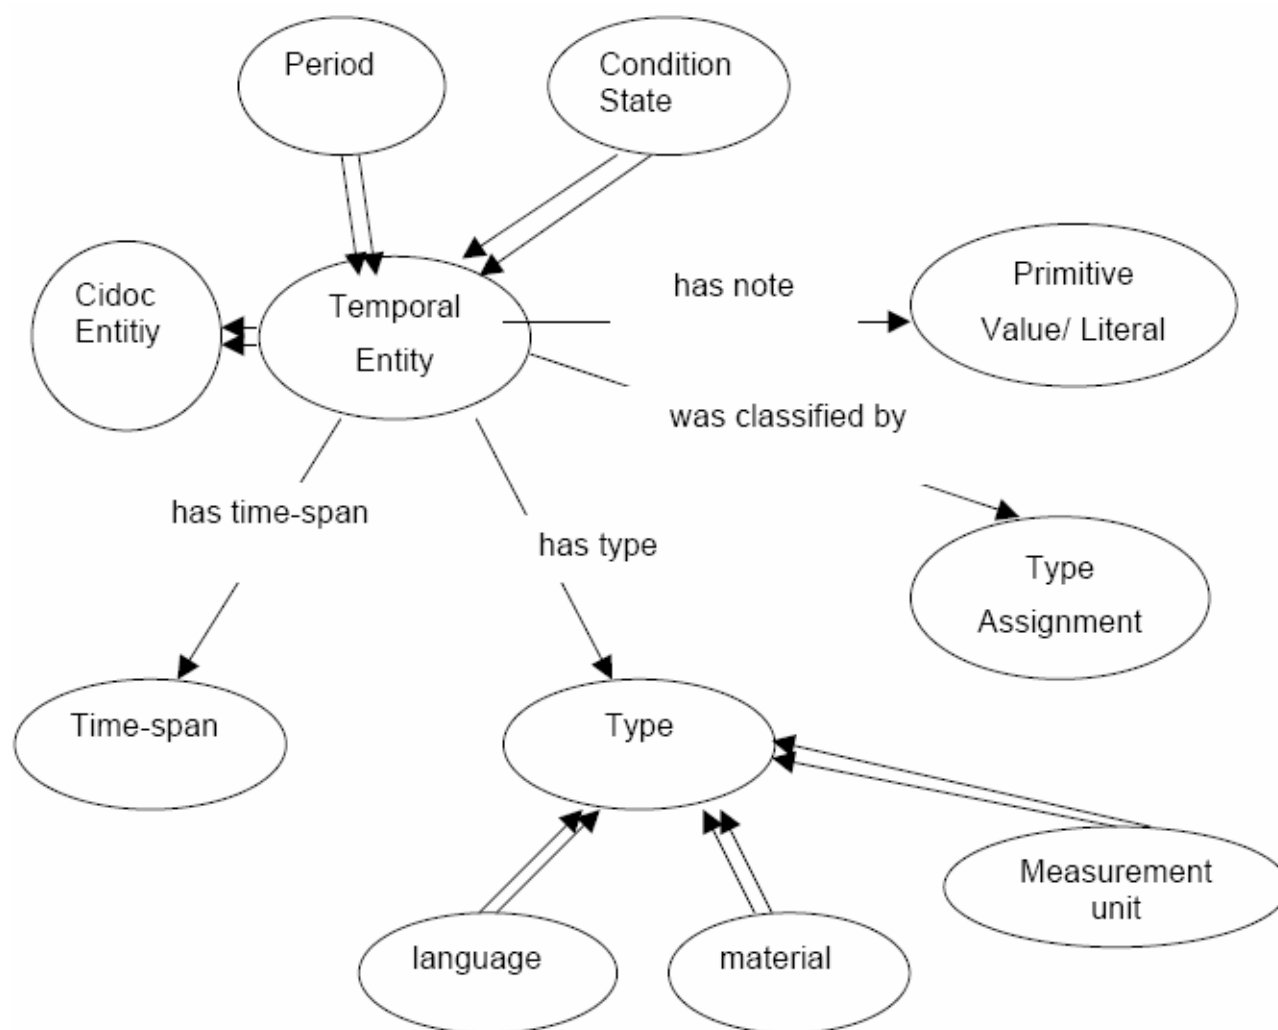 Period
Condition
State
Cidoc
Entitiy
Temporal
Entity
has note
Primitive
Value/ Literal
was classified by
has time-span
has type
Type
Assignment
Time-span
Type
Measurement
unit
language
material